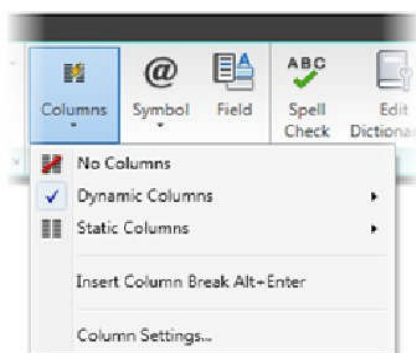 @ ABC
Columns Symbol Field Spell Check Edit
No Columns
Dynamic Columns
Static Columns
Insert Column Break Alt+Enter
Column Settings...